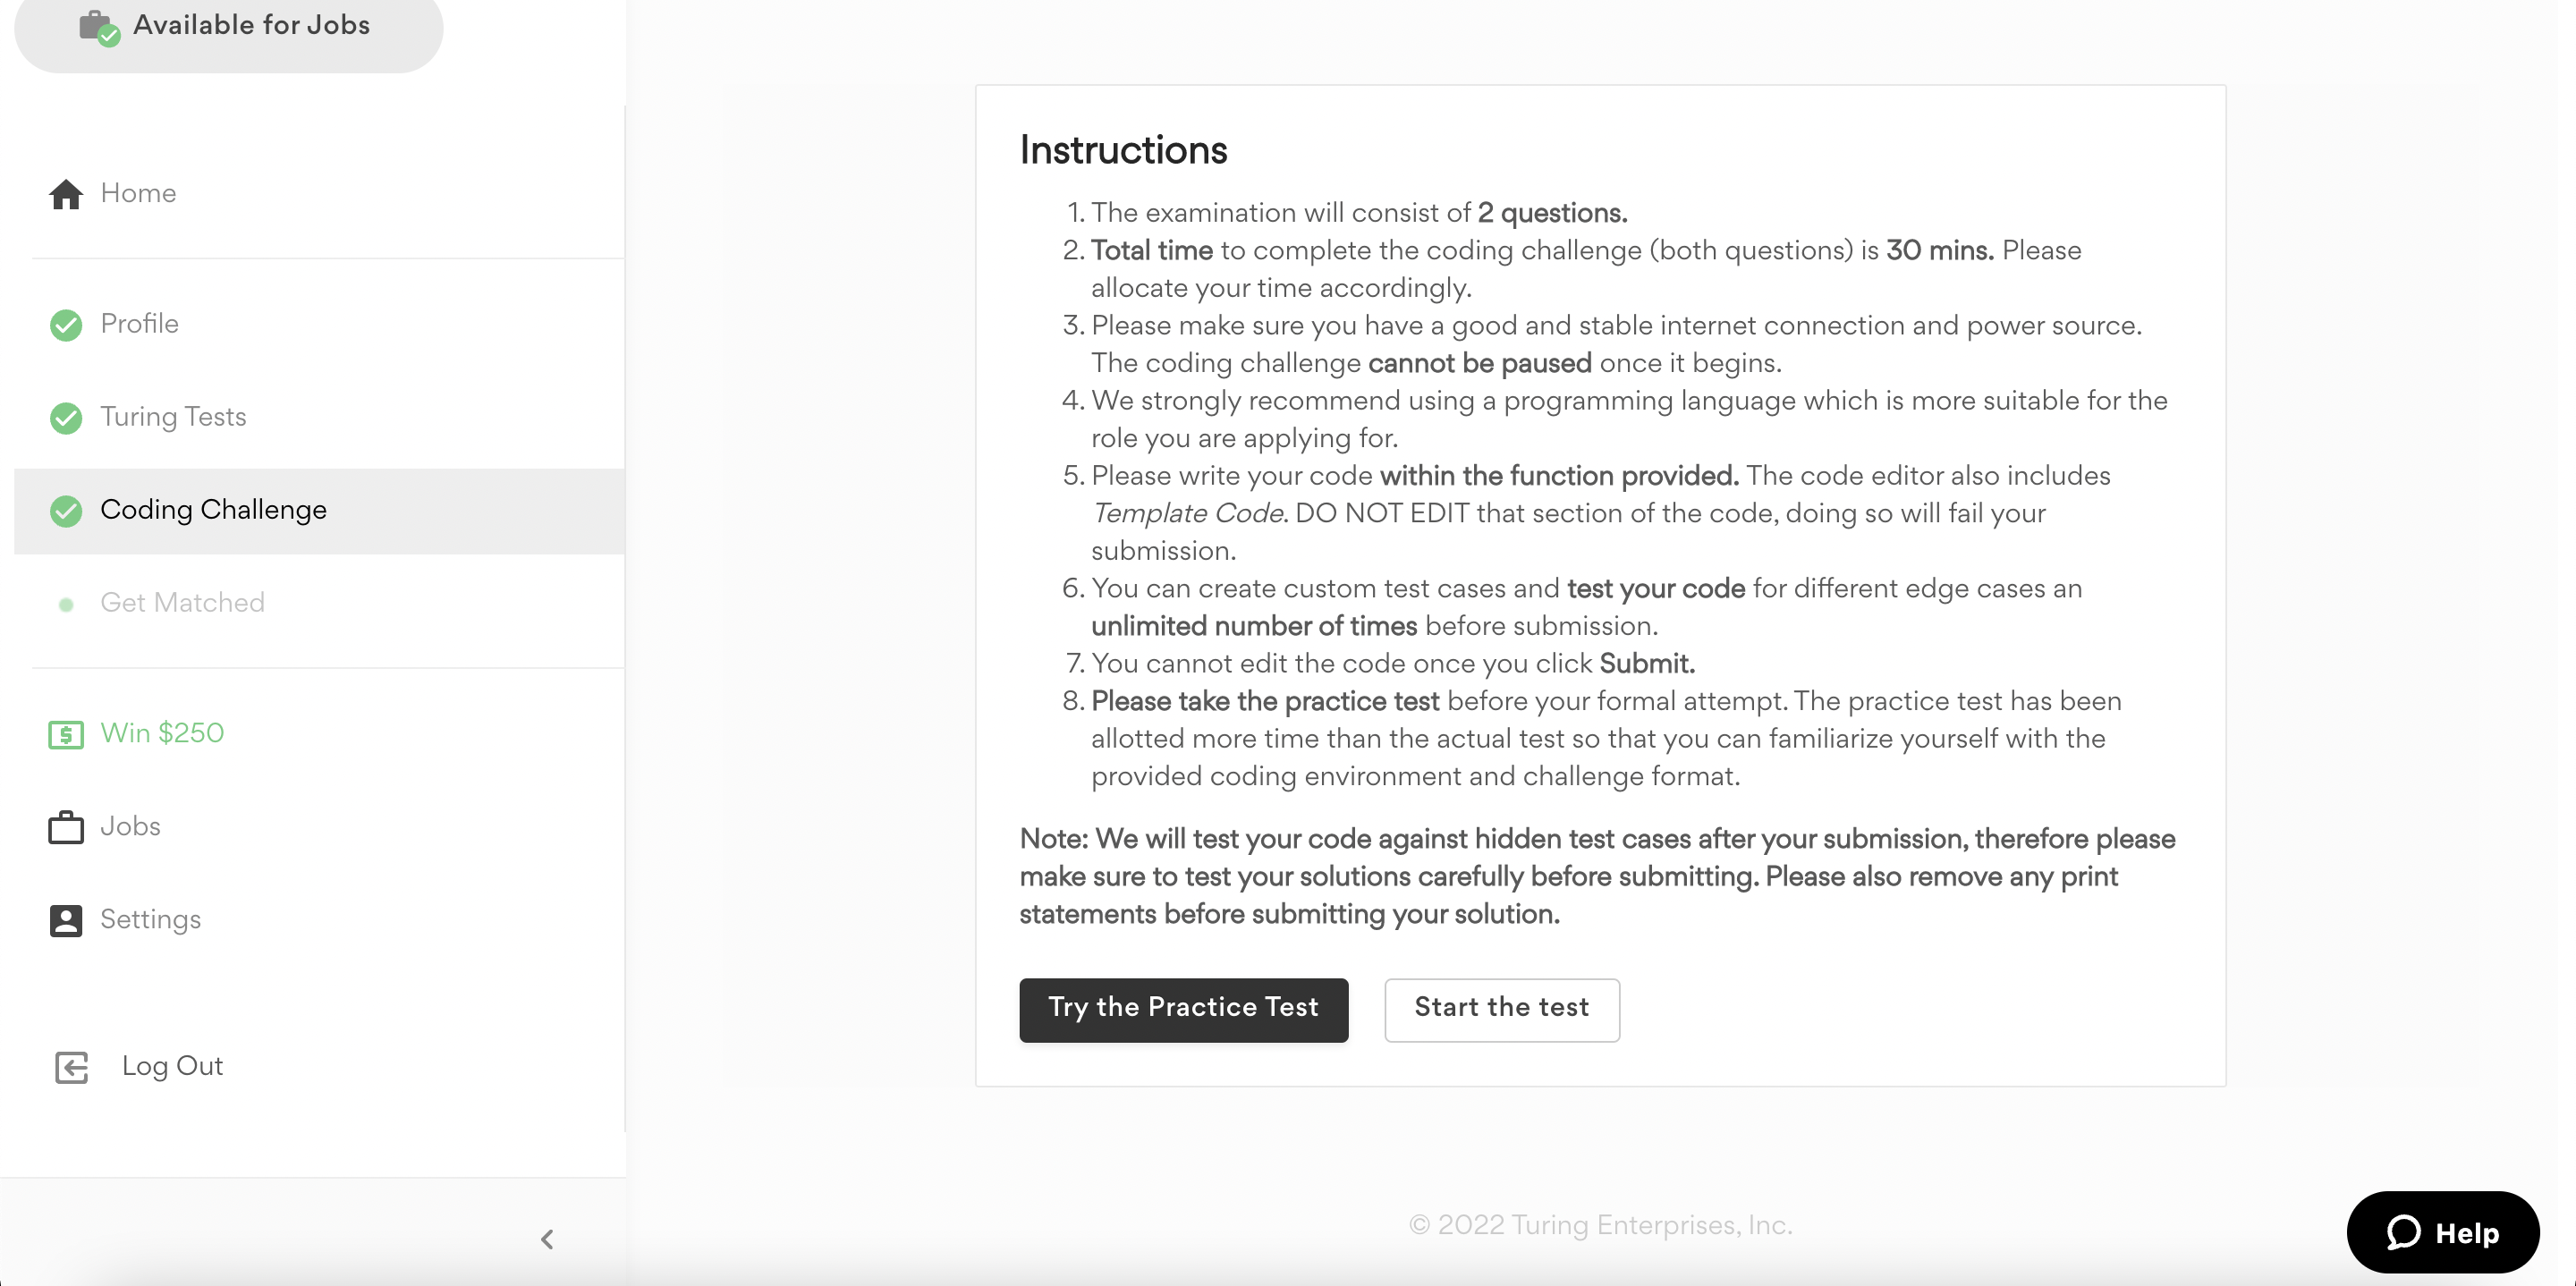 Available for Jobs
Home
Profile
Turing Tests
Coding Challenge
Get Matched
Win $250
Jobs
Settings
Log Out
Instructions
1. The examination will consist of 2 questions.
2. Total time to complete the coding challenge (both questions) is 30 mins. Please
allocate your time accordingly.
3. Please make sure you have a good and stable internet connection and power source.
The coding challenge cannot be paused once it begins.
4. We strongly recommend using a programming language which is more suitable for the
role you are applying for.
5. Please write your code within the function provided. The code editor also includes
Template Code. DO NOT EDIT that section of the code, doing so will fail your
submission.
6. You can create custom test cases and test your code for different edge cases an
unlimited number of times before submission.
7. You cannot edit the code once you click Submit.
8. Please take the practice test before your formal attempt. The practice test has been
allotted more time than the actual test so that you can familiarize yourself with the
provided coding environment and challenge format.
Note: We will test your code against hidden test cases after your submission, therefore please
make sure to test your solutions carefully before submitting. Please also remove any print
statements before submitting your solution.
Try the Practice Test
Start the test
© 2022 Turing Enterprises, Inc.
Help